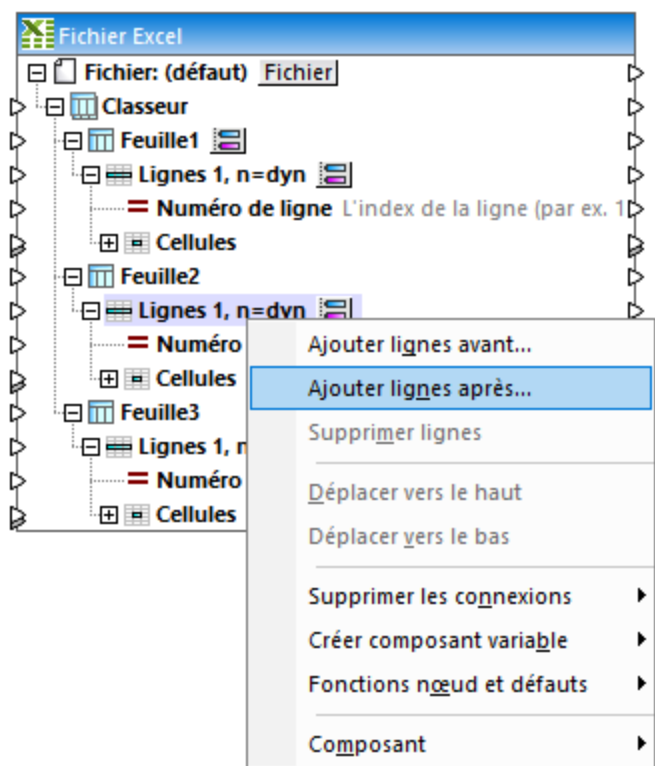 Fichier Excel
Fichier: (défaut) Fichier
Classeur
Feuille1
Lignes 1, n=dyn
Numéro de ligne L'index de la ligne (par ex. 1
Cellules
Feuille2
Lignes 1, n=dyn
Numéro
Cellules
Feuille3
Lignes 1, n
Numéro
Cellules
Ajouter lignes avant...
Ajouter lignes après...
Supprimer lignes
Déplacer vers le haut
Déplacer vers le bas
Supprimer les connexions
Créer composant variable
Fonctions nœud et défauts
Composant